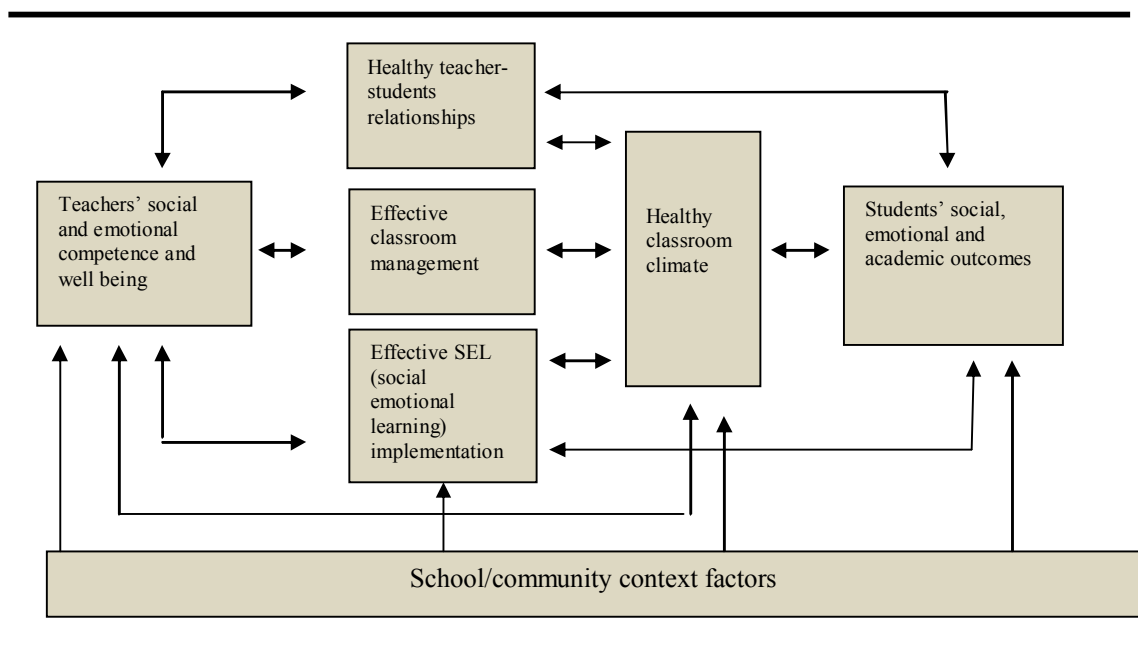 Healthy teacher-
students
relationships
Teachers’ social
and emotional
competence and
well being
Effective
classroom
management
Healthy
classroom
climate
Students’ social,
emotional and
academic outcomes
Effective SEL
(social
emotional
learning)
implementation
School/community context factors